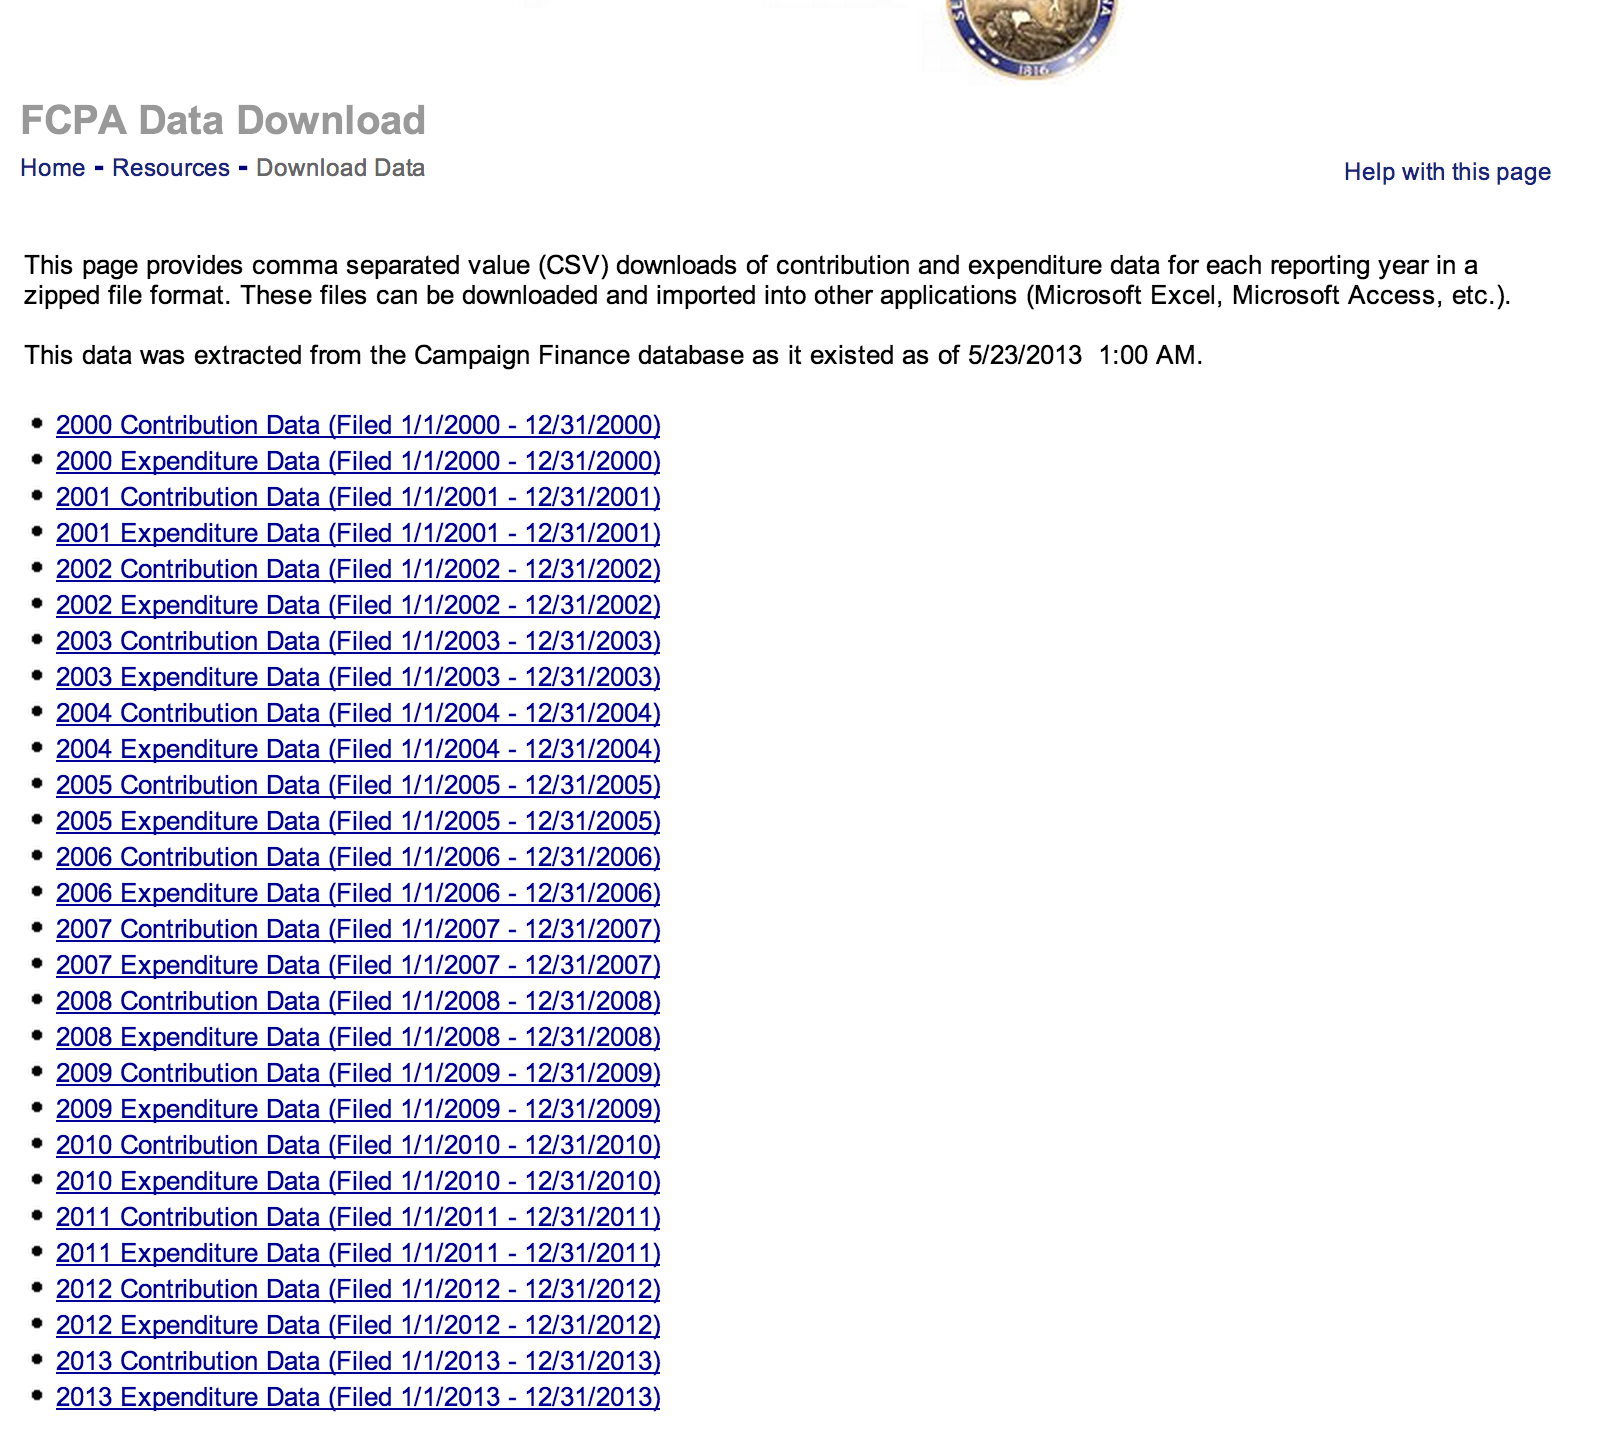 1816
FCPA Data Download
Home - Resources - Download Data
Help with this page
This page provides comma separated value (CSV) downloads of contribution and expenditure data for each reporting year in a
zipped file format. These files can be downloaded and imported into other applications (Microsoft Excel, Microsoft Access, etc.).
This data was extracted from the Campaign Finance database as it existed as of 5/23/2013  1:00 AM.
• 2000 Contribution Data (Filed 1/1/2000 - 12/31/2000)
• 2000 Expenditure Data (Filed 1/1/2000 - 12/31/2000)
• 2001 Contribution Data (Filed 1/1/2001 - 12/31/2001)
• 2001 Expenditure Data (Filed 1/1/2001 - 12/31/2001)
• 2002 Contribution Data (Filed 1/1/2002 - 12/31/2002)
• 2002 Expenditure Data (Filed 1/1/2002 - 12/31/2002)
• 2003 Contribution Data (Filed 1/1/2003 - 12/31/2003)
• 2003 Expenditure Data (Filed 1/1/2003 - 12/31/2003)
• 2004 Contribution Data (Filed 1/1/2004 - 12/31/2004)
• 2004 Expenditure Data (Filed 1/1/2004 - 12/31/2004)
• 2005 Contribution Data (Filed 1/1/2005 - 12/31/2005)
• 2005 Expenditure Data (Filed 1/1/2005 - 12/31/2005)
• 2006 Contribution Data (Filed 1/1/2006 - 12/31/2006)
• 2006 Expenditure Data (Filed 1/1/2006 - 12/31/2006)
• 2007 Contribution Data (Filed 1/1/2007 - 12/31/2007)
• 2007 Expenditure Data (Filed 1/1/2007 - 12/31/2007)
• 2008 Contribution Data (Filed 1/1/2008 - 12/31/2008)
• 2008 Expenditure Data (Filed 1/1/2008 - 12/31/2008)
• 2009 Contribution Data (Filed 1/1/2009 - 12/31/2009)
• 2009 Expenditure Data (Filed 1/1/2009 - 12/31/2009)
• 2010 Contribution Data (Filed 1/1/2010 - 12/31/2010)
• 2010 Expenditure Data (Filed 1/1/2010 - 12/31/2010)
• 2011 Contribution Data (Filed 1/1/2011 - 12/31/2011)
• 2011 Expenditure Data (Filed 1/1/2011 - 12/31/2011)
• 2012 Contribution Data (Filed 1/1/2012 - 12/31/2012)
• 2012 Expenditure Data (Filed 1/1/2012 - 12/31/2012)
• 2013 Contribution Data (Filed 1/1/2013 - 12/31/2013)
• 2013 Expenditure Data (Filed 1/1/2013 - 12/31/2013)